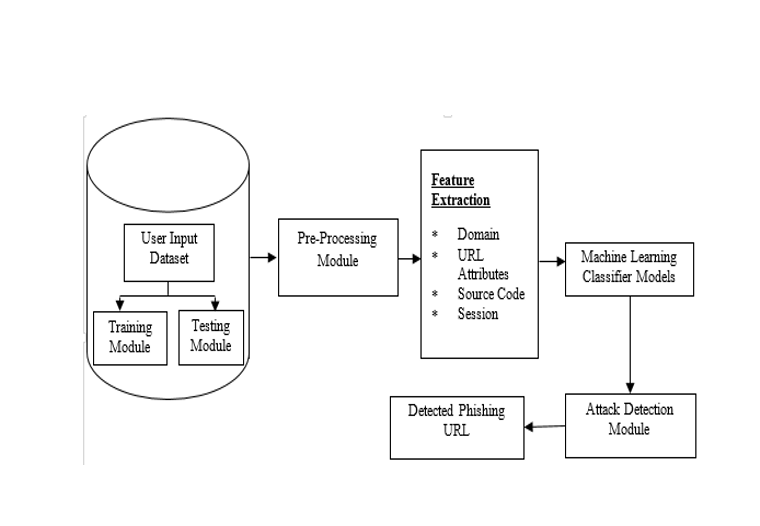 User Input
Dataset
Training
Module
Testing
Module
Pre-Processing
Module
Feature
Extraction
* Domain
* URL
Attributes
* Source Code
* Session
Machine Learning
Classifier Models
Attack Detection
Module
Detected Phishing
URL